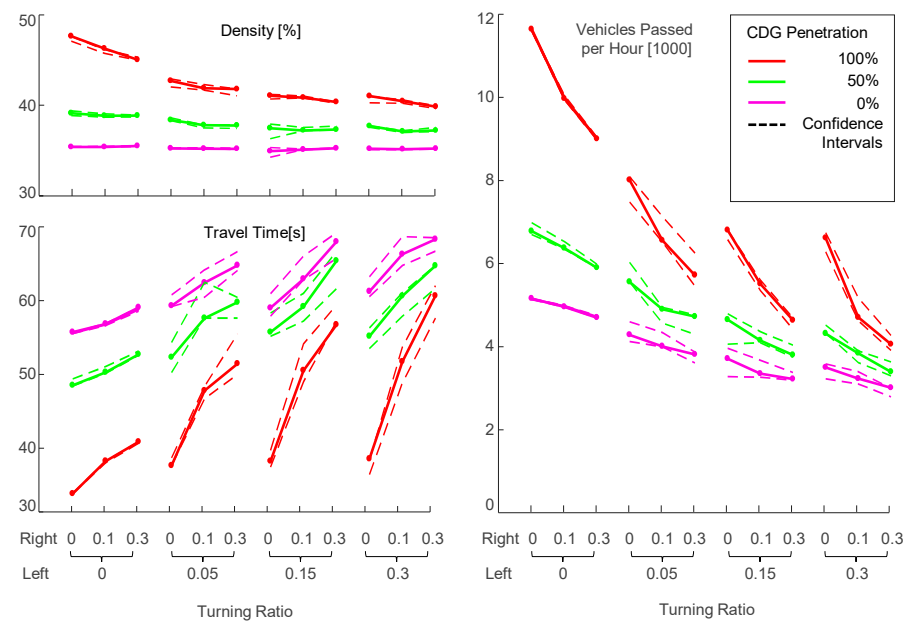 Density [%]
50
40
30
Travel Time[s]
70
60
50
40
30
Right 0 0.1 0.3 0 0.1 0.3 0 0.1 0.3 0 0.1 0.3
Left 0 0.05 0.15 0.3
Turning Ratio
Vehicles Passed
per Hour [1000]
12
10
8
6
4
2
0
CDG Penetration
100%
50%
0%
Confidence
Intervals
Right 0 0.1 0.3 0 0.1 0.3 0 0.1 0.3 0 0.1 0.3
Left 0 0.05 0.15 0.3
Turning Ratio